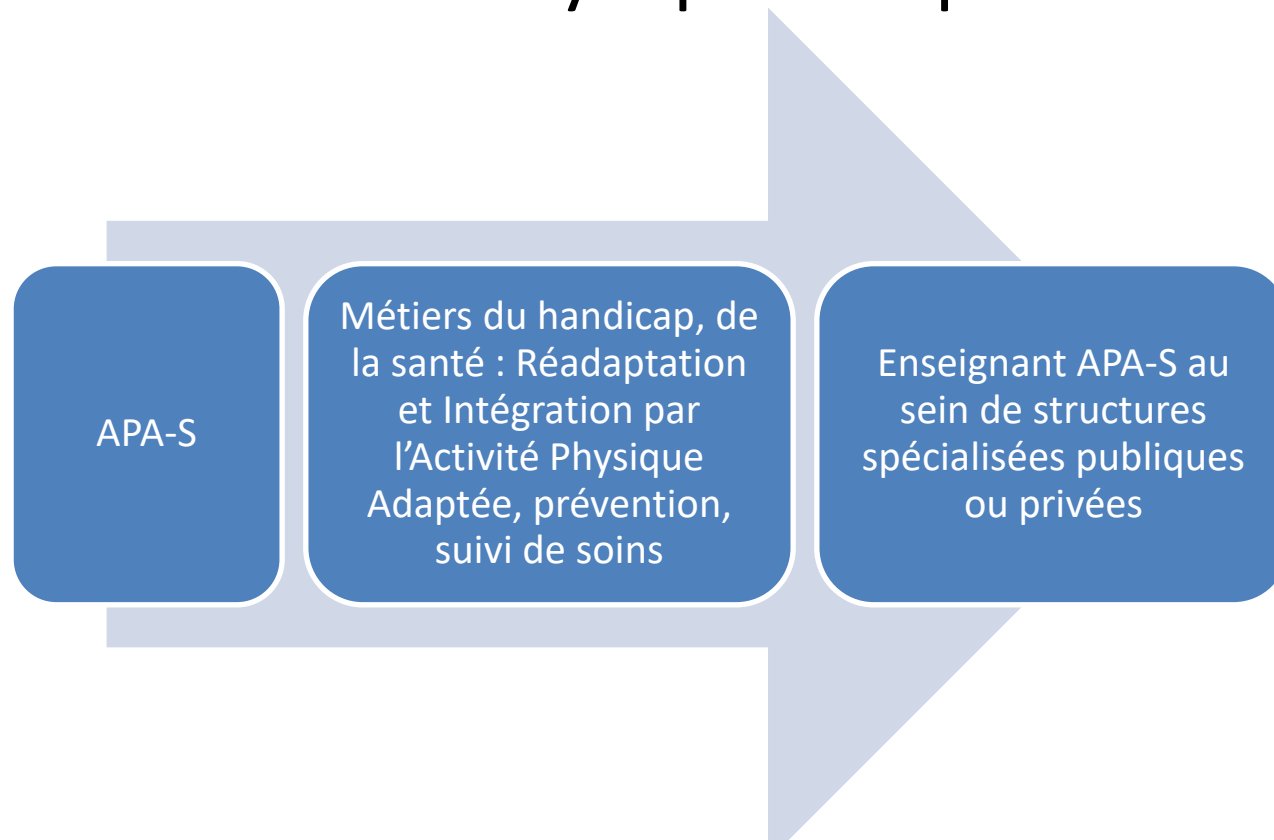 APA-S
Métiers du handicap, de
la santé : Réadaptation
et Intégration par
l’Activité Physique
Adaptée, prévention,
suivi de soins
Enseignant APA-S au
sein de structures
spécialisées publiques
ou privées